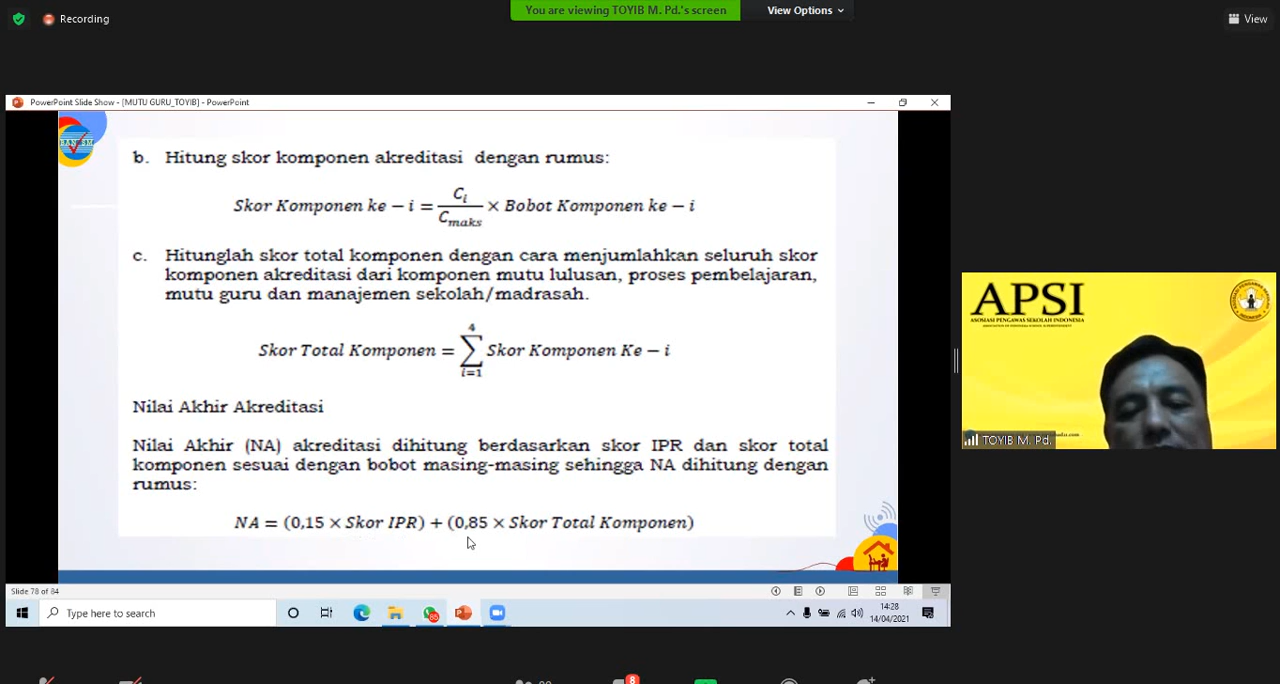 Recording
You are viewing TOYIB M. Pd.'s screen
View Options
View
PowerPoint Slide Show - [MUTU GURU_TOYIB] - PowerPoint
b. Hitung skor komponen akreditasi dengan rumus:
Skor Komponen ke − i = C_i / C_maks × Bobot Komponen ke − i
c. Hitunglah skor total komponen dengan cara menjumlahkan seluruh skor
komponen akreditasi dari komponen mutu lulusan, proses pembelajaran,
mutu guru dan manajemen sekolah/madrasah.
Skor Total Komponen = ∑_{i=1}^{4} Skor Komponen Ke − i
Nilai Akhir Akreditasi
Nilai Akhir (NA) akreditasi dihitung berdasarkan skor IPR dan skor total
komponen sesuai dengan bobot masing-masing sehingga NA dihitung dengan
rumus:
NA = (0,15 × Skor IPR) + (0,85 × Skor Total Komponen)
Slide 78 of 84
Type here to search
14:28
14/04/2021
APSI
ASOSIASI PENGAWAS SEKOLAH INDONESIA
TOYIB M. Pd.
8